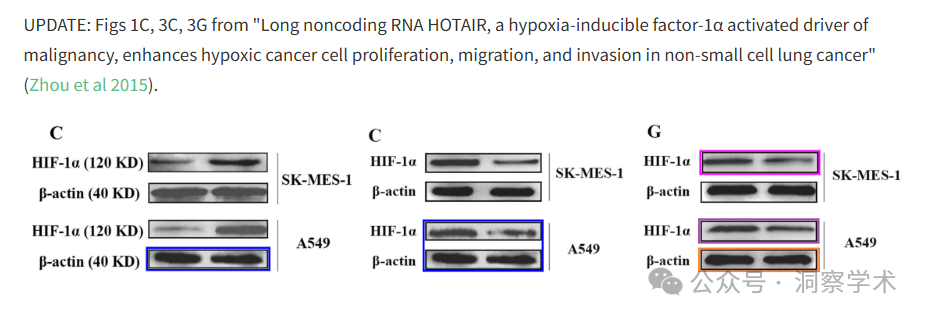 UPDATE: Figs 1C, 3C, 3G from "Long noncoding RNA HOTAIR, a hypoxia-inducible factor-1α activated driver of
malignancy, enhances hypoxic cancer cell proliferation, migration, and invasion in non-small cell lung cancer"
(Zhou et al 2015).
C
HIF-1α (120 KD)
β-actin (40 KD)
SK-MES-1
HIF-1α (120 KD)
β-actin (40 KD)
A549
C
HIF-1α
β-actin
SK-MES-1
HIF-1α
β-actin
A549
G
HIF-1α
β-actin
SK-MES-1
HIF-1α
β-actin
A549
公众号 · 洞察学术